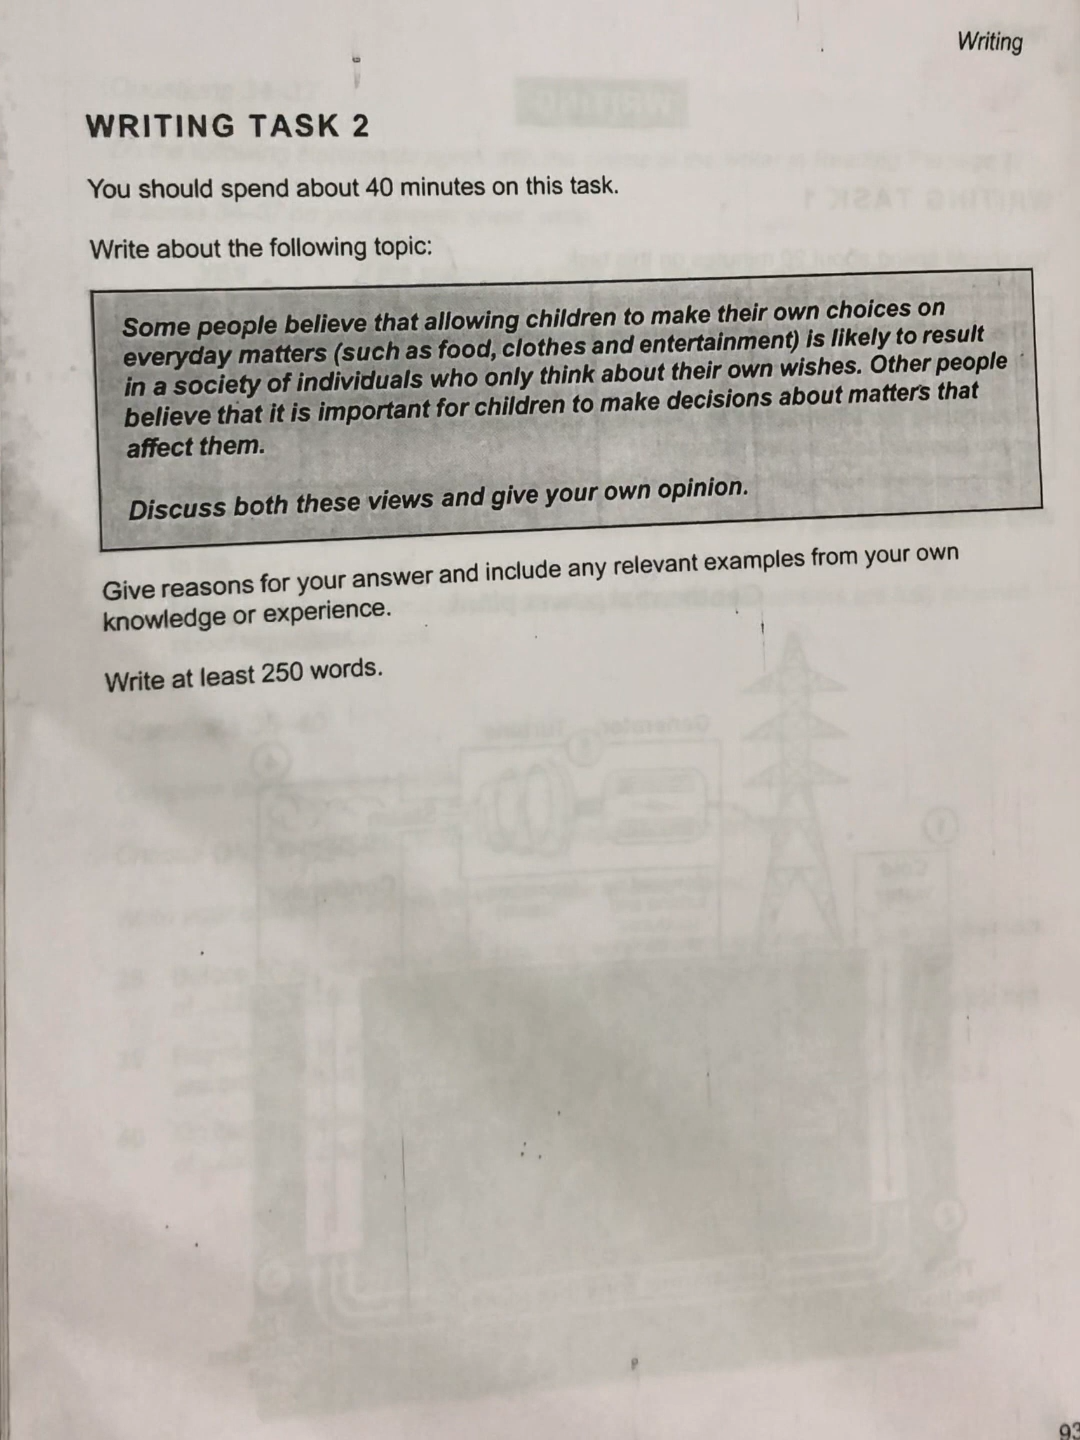 Writing
WRITING TASK 2
You should spend about 40 minutes on this task.
Write about the following topic:
Some people believe that allowing children to make their own choices on
everyday matters (such as food, clothes and entertainment) is likely to result
in a society of individuals who only think about their own wishes. Other people
believe that it is important for children to make decisions about matters that
affect them.
Discuss both these views and give your own opinion.
Give reasons for your answer and include any relevant examples from your own
knowledge or experience.
Write at least 250 words.
93